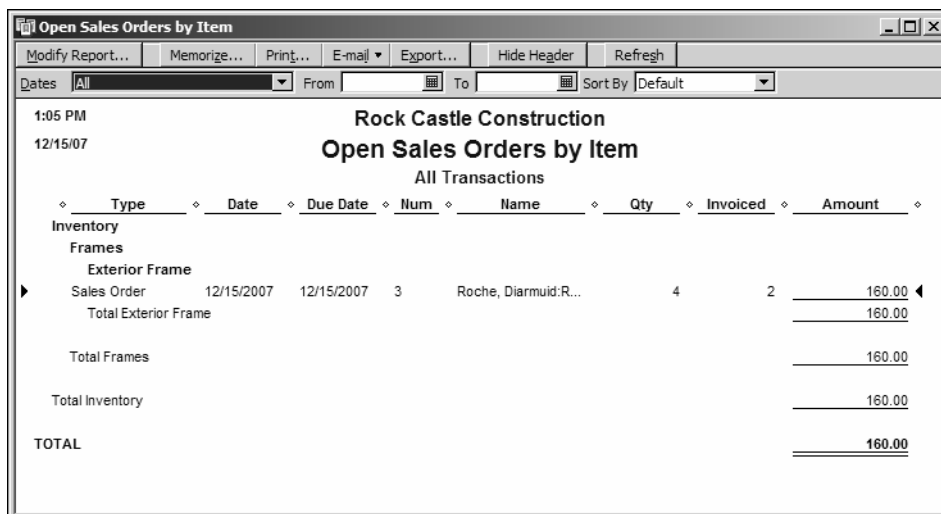 Open Sales Orders by Item
Modify Report... Memorize... Print... E-mail Export... Hide Header Refresh
Dates All From To Sort By Default
1:05 PM
Rock Castle Construction
12/15/07
Open Sales Orders by Item
All Transactions
Type Date Due Date Num Name Qty Invoiced Amount
Inventory
Frames
Exterior Frame
Sales Order 12/15/2007 12/15/2007 3 Roche, Diarmuid:R... 4 2 160.00
Total Exterior Frame 160.00
Total Frames 160.00
Total Inventory 160.00
TOTAL 160.00